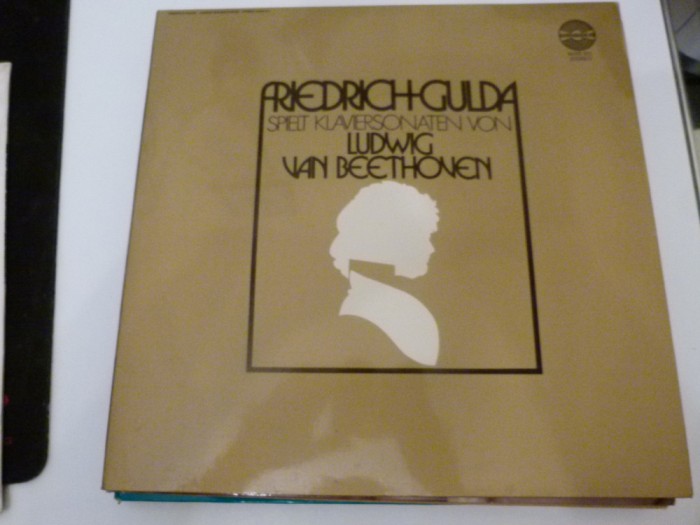 FRIEDRICH GULDA
SPIELT KLAVIERSONATEN VON
LUDWIG
VAN BEETHOVEN